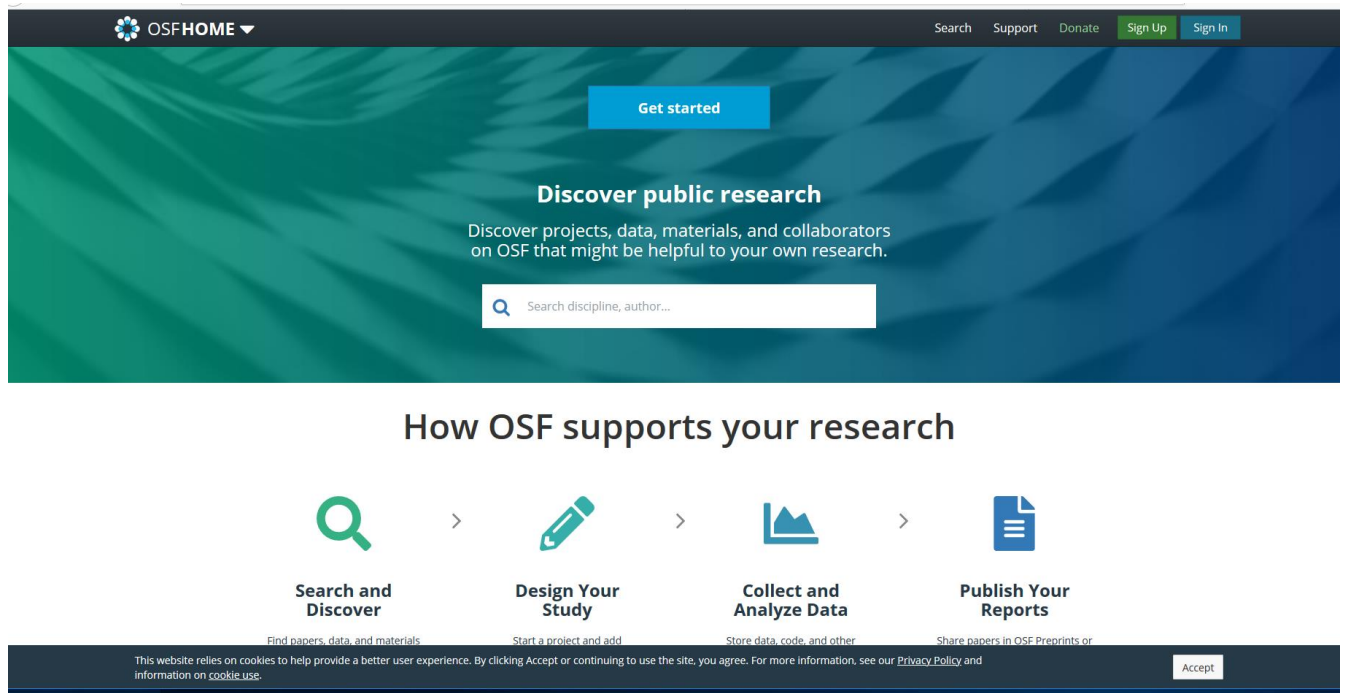 OSFHOME
Search Support Donate Sign Up Sign In
Get started
Discover public research
Discover projects, data, materials, and collaborators
on OSF that might be helpful to your own research.
Search discipline, author...
How OSF supports your research
Search and
Discover
Find papers, data, and materials
Design Your
Study
Start a project and add
Collect and
Analyze Data
Store data, code, and other
Publish Your
Reports
Share papers in OSF Preprints or
This website relies on cookies to help provide a better user experience. By clicking Accept or continuing to use the site, you agree. For more information, see our Privacy Policy and
information on cookie use.
Accept